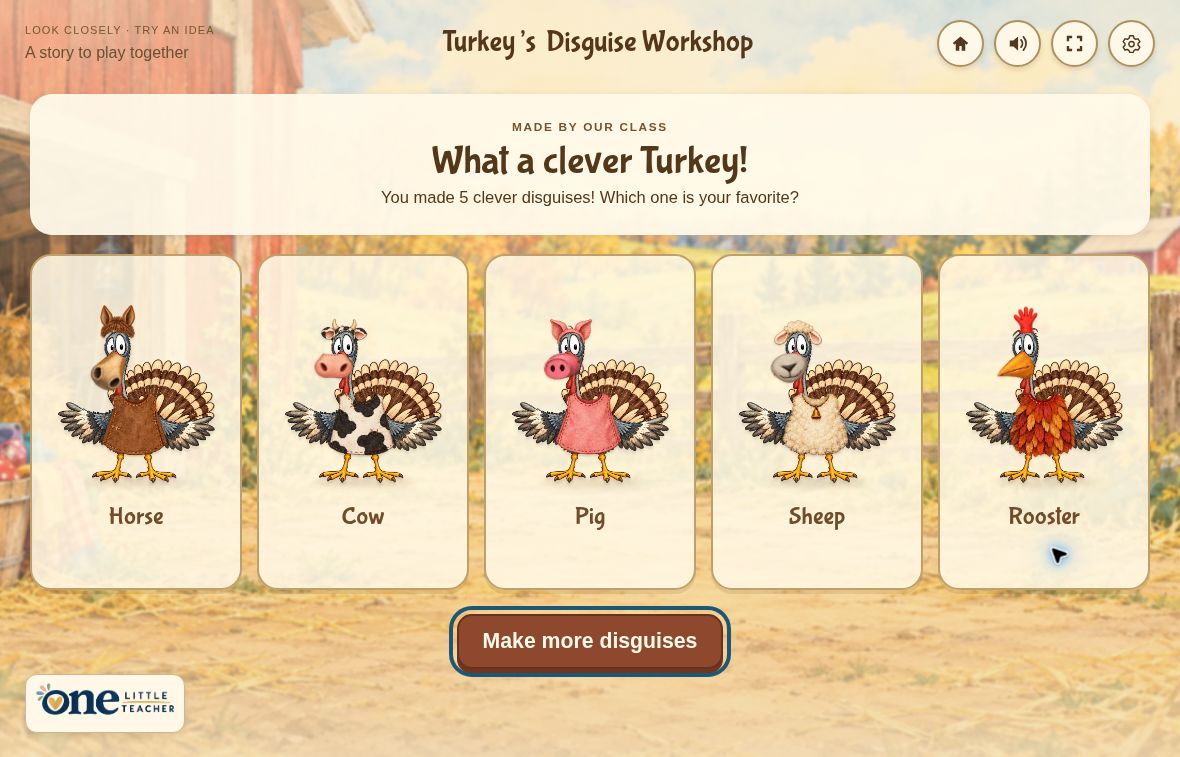 LOOK CLOSELY · TRY AN IDEA
A story to play together
Turkey's Disguise Workshop
MADE BY OUR CLASS
What a clever Turkey!
You made 5 clever disguises! Which one is your favorite?
Horse
Cow
Pig
Sheep
Rooster
Make more disguises
one LITTLE TEACHER